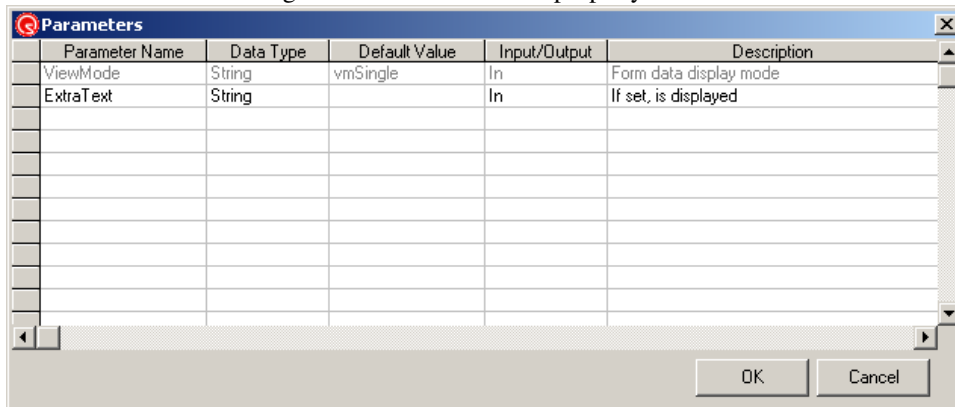 Parameters
Parameter Name Data Type Default Value Input/Output Description
ViewMode String vmSingle In Form data display mode
ExtraText String In If set, is displayed
OK Cancel